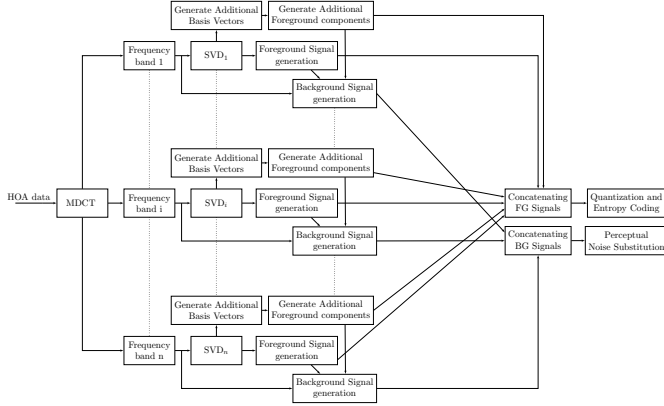 Generate Additional
Basis Vectors
Generate Additional
Foreground components
Frequency
band 1
SVD₁
Foreground Signal
generation
Background Signal
generation
Generate Additional
Basis Vectors
Generate Additional
Foreground components
HOA data
MDCT
Frequency
band i
SVDᵢ
Foreground Signal
generation
Background Signal
generation
Concatenating
FG Signals
Quantization and
Entropy Coding
Concatenating
BG Signals
Perceptual
Noise Substitution
Generate Additional
Basis Vectors
Generate Additional
Foreground components
Frequency
band n
SVDₙ
Foreground Signal
generation
Background Signal
generation